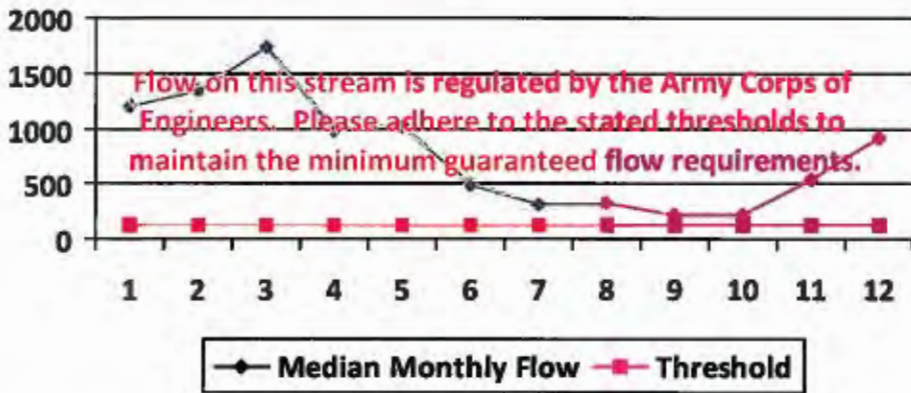 2000
1500
1000
500
0
Flow on this stream is regulated by the Army Corps of
Engineers. Please adhere to the stated thresholds to
maintain the minimum guaranteed flow requirements.
1 2 3 4 5 6 7 8 9 10 11 12
Median Monthly Flow Threshold